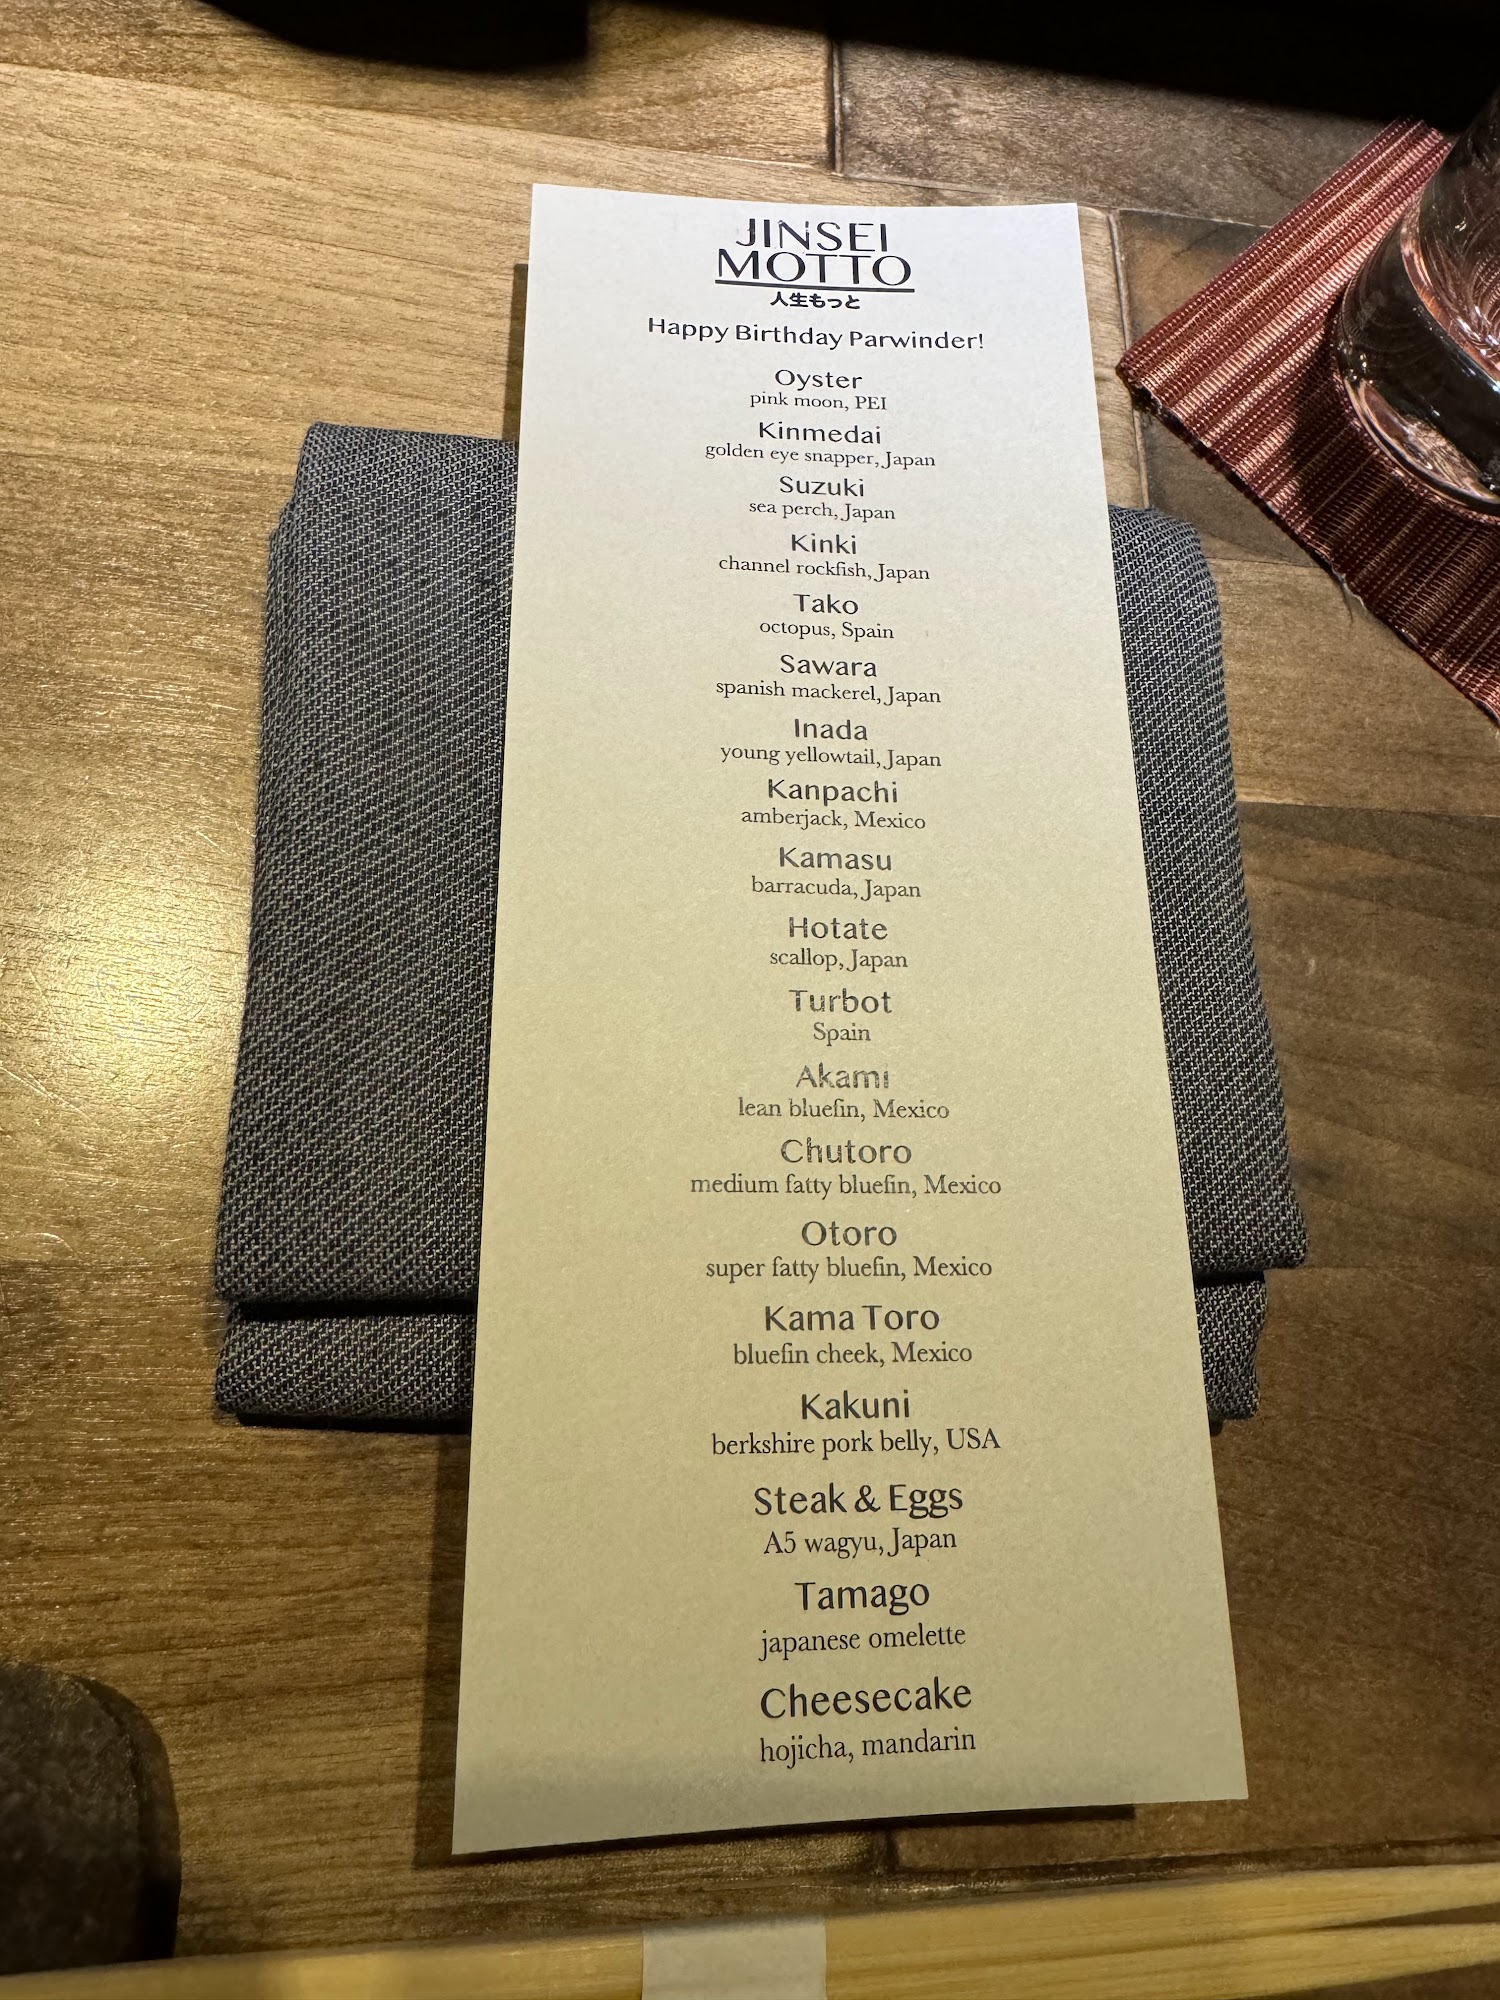 JINSEI
MOTTO
人生もっと
Happy Birthday Parwinder!
Oyster
pink moon, PEI
Kinmedai
golden eye snapper, Japan
Suzuki
sea perch, Japan
Kinki
channel rockfish, Japan
Tako
octopus, Spain
Sawara
spanish mackerel, Japan
Inada
young yellowtail, Japan
Kanpachi
amberjack, Mexico
Kamasu
barracuda, Japan
Hotate
scallop, Japan
Turbot
Spain
Akami
lean bluefin, Mexico
Chutoro
medium fatty bluefin, Mexico
Otoro
super fatty bluefin, Mexico
Kama Toro
bluefin cheek, Mexico
Kakuni
berkshire pork belly, USA
Steak & Eggs
A5 wagyu, Japan
Tamago
japanese omelette
Cheesecake
hojicha, mandarin